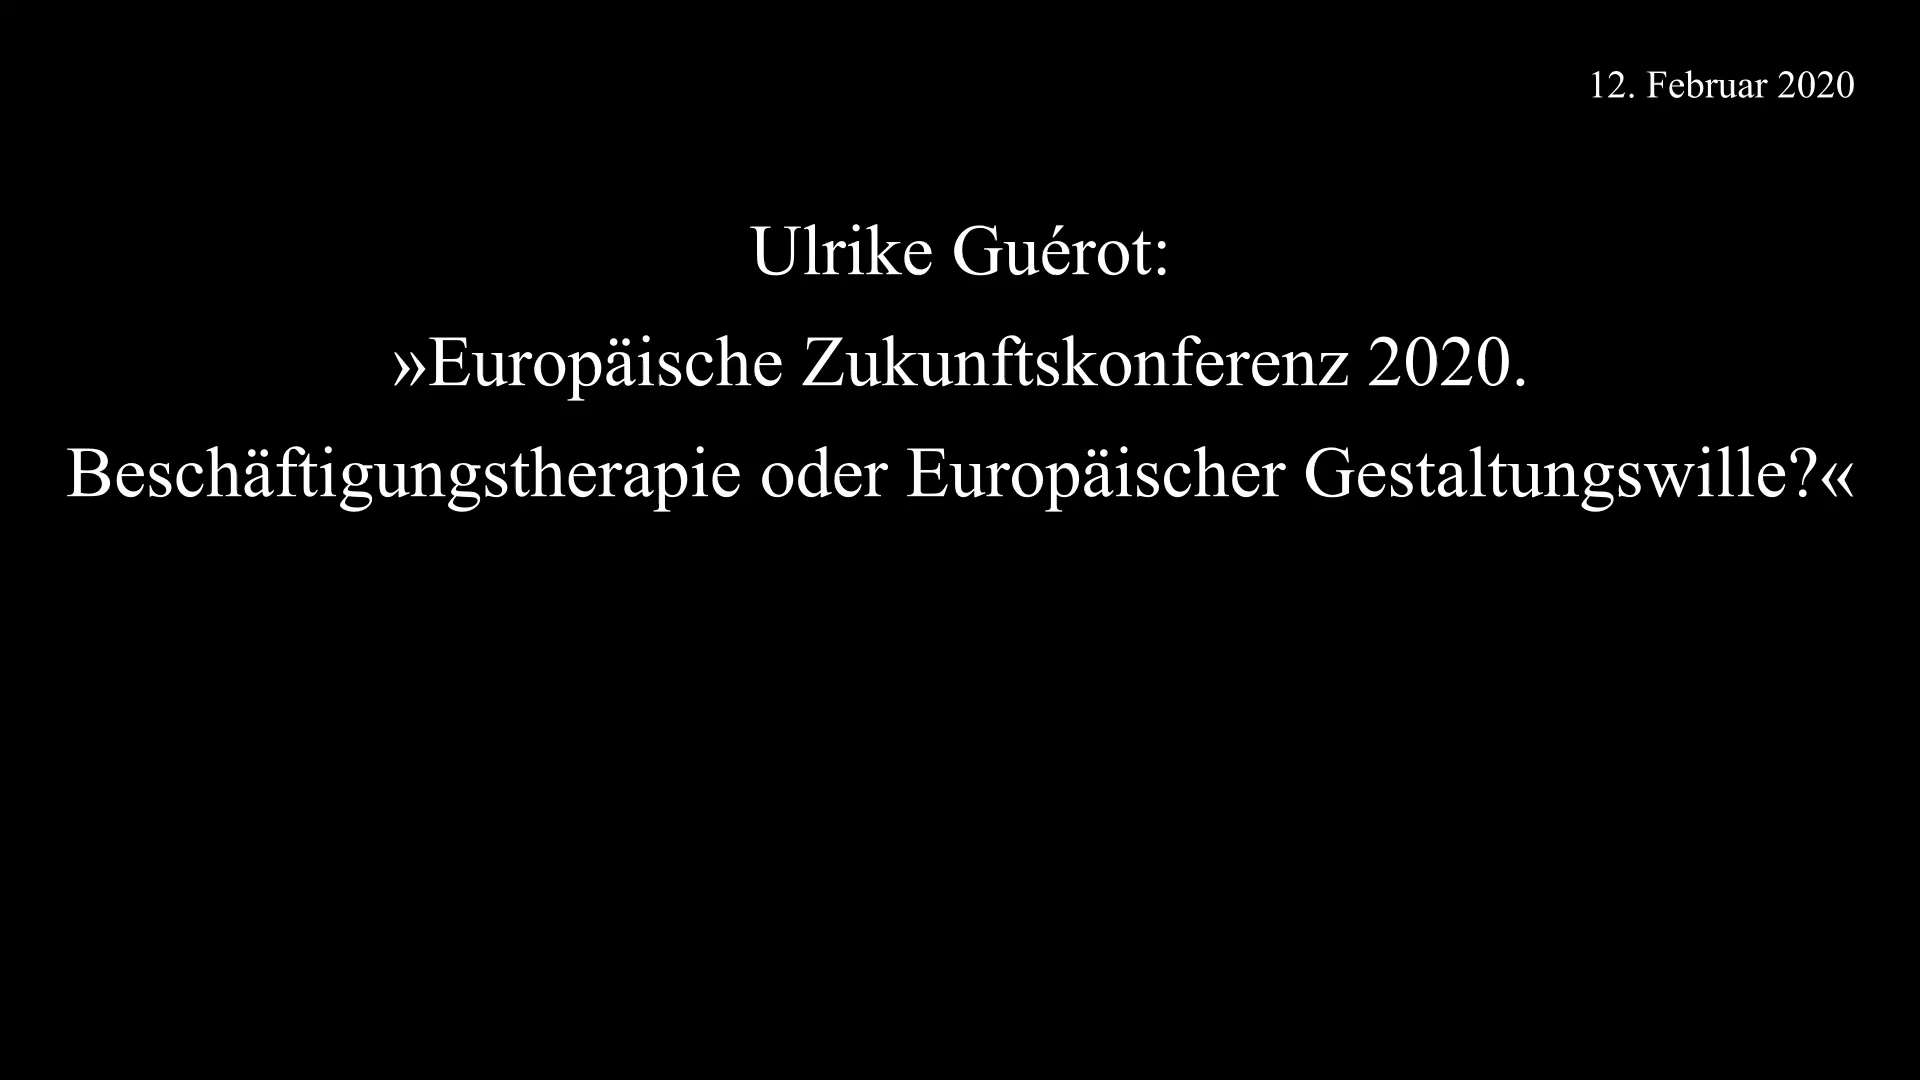 12. Februar 2020
Ulrike Guérot:
»Europäische Zukunftskonferenz 2020.
Beschäftigungstherapie oder Europäischer Gestaltungswille?«